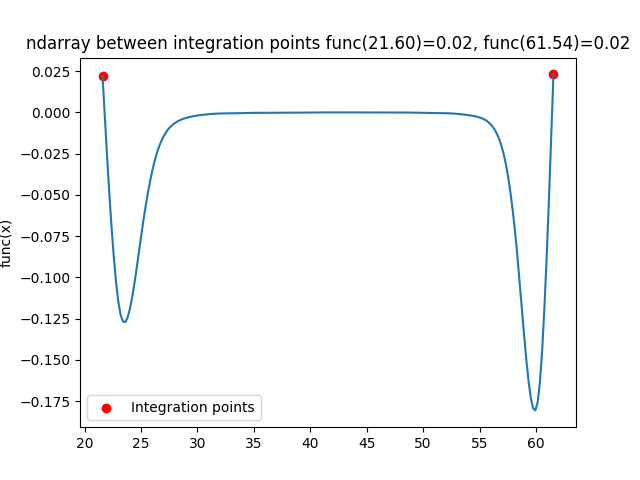 ndarray between integration points func(21.60)=0.02, func(61.54)=0.02
func(x)
0.025
0.000
−0.025
−0.050
−0.075
−0.100
−0.125
−0.150
−0.175
Integration points
20 25 30 35 40 45 50 55 60